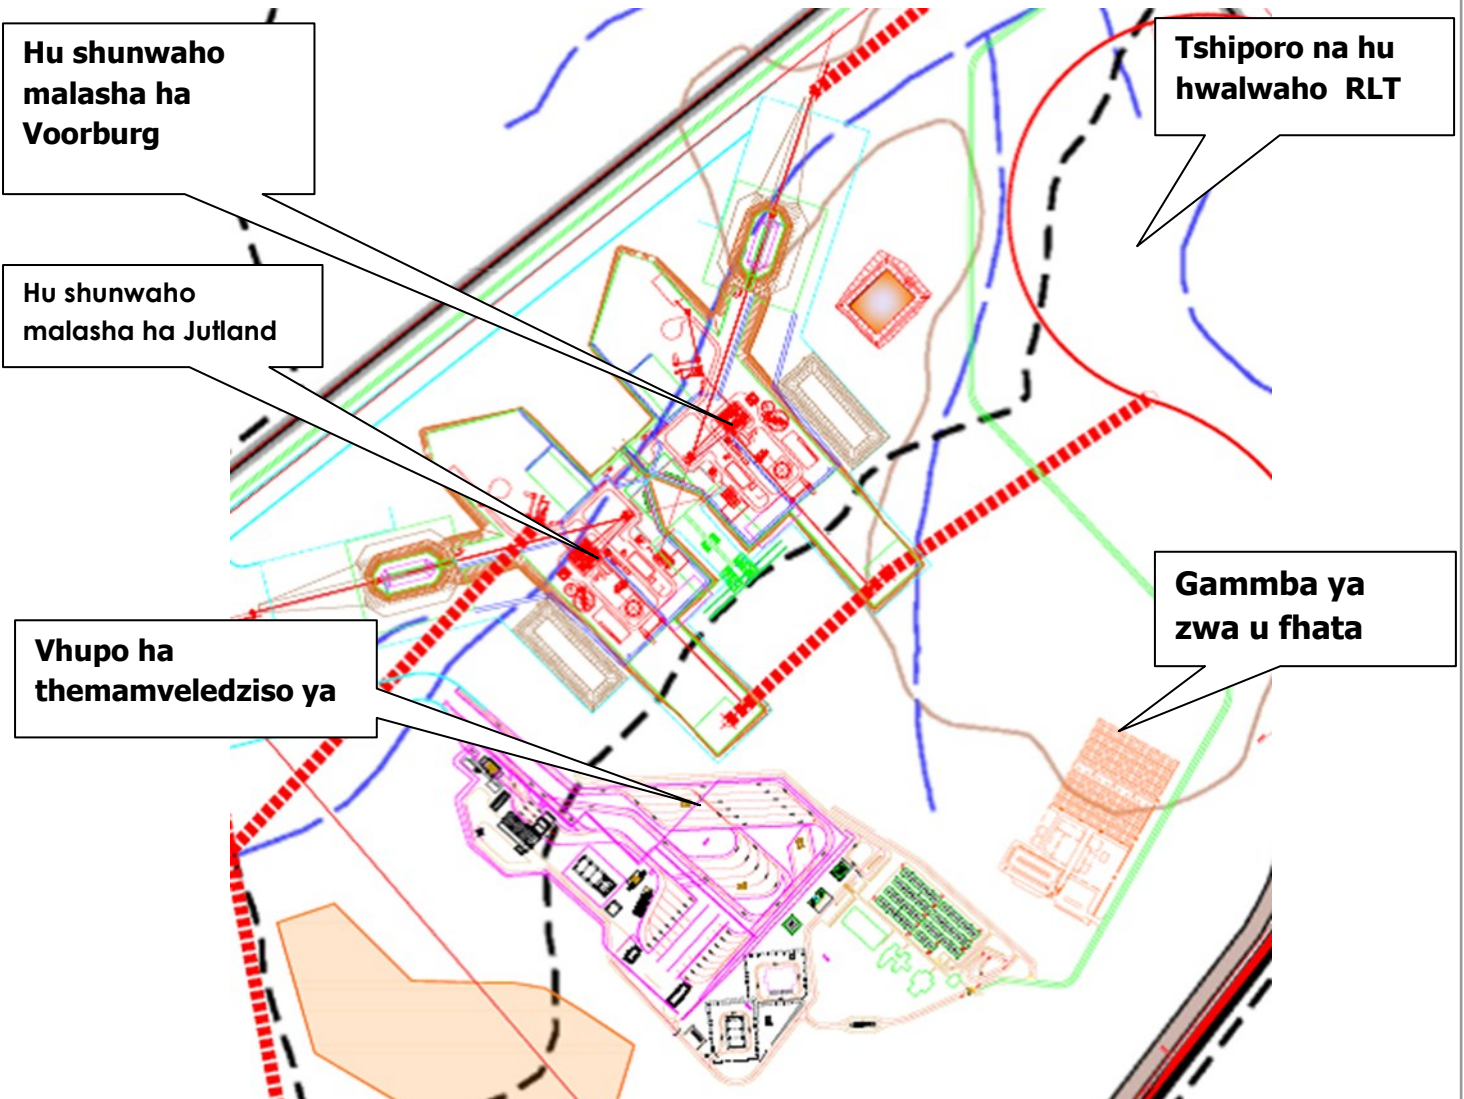 Hu shunwaho
malasha ha
Voorburg
Tshiporo na hu
hwalwaho RLT
Hu shunwaho
malasha ha Jutland
Gammba ya
zwa u fhata
Vhupo ha
themamveledziso ya